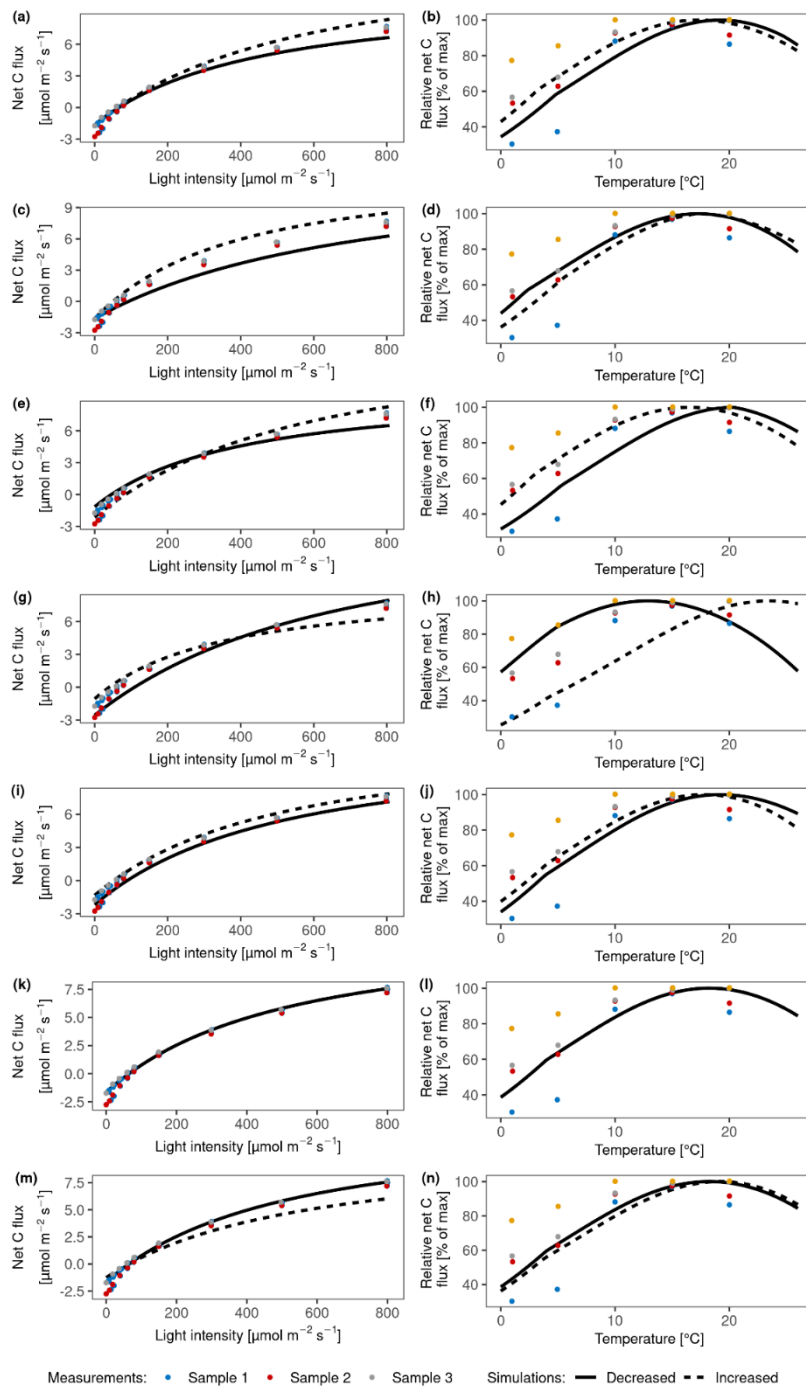 (a)
Net C flux
[μmol m⁻² s⁻¹]
6
3
0
-3
0 200 400 600 800
Light intensity [μmol m⁻² s⁻¹]
(b)
Relative net C
flux [% of max]
100
80
60
40
0 10 20
Temperature [°C]
(c)
Net C flux
[μmol m⁻² s⁻¹]
9
6
3
0
-3
0 200 400 600 800
Light intensity [μmol m⁻² s⁻¹]
(d)
Relative net C
flux [% of max]
100
80
60
40
0 10 20
Temperature [°C]
(e)
Net C flux
[μmol m⁻² s⁻¹]
6
3
0
-3
0 200 400 600 800
Light intensity [μmol m⁻² s⁻¹]
(f)
Relative net C
flux [% of max]
100
80
60
40
0 10 20
Temperature [°C]
(g)
Net C flux
[μmol m⁻² s⁻¹]
6
3
0
-3
0 200 400 600 800
Light intensity [μmol m⁻² s⁻¹]
(h)
Relative net C
flux [% of max]
100
80
60
40
0 10 20
Temperature [°C]
(i)
Net C flux
[μmol m⁻² s⁻¹]
6
3
0
-3
0 200 400 600 800
Light intensity [μmol m⁻² s⁻¹]
(j)
Relative net C
flux [% of max]
100
80
60
40
0 10 20
Temperature [°C]
(k)
Net C flux
[μmol m⁻² s⁻¹]
7.5
5.0
2.5
0.0
-2.5
0 200 400 600 800
Light intensity [μmol m⁻² s⁻¹]
(l)
Relative net C
flux [% of max]
100
80
60
40
0 10 20
Temperature [°C]
(m)
Net C flux
[μmol m⁻² s⁻¹]
7.5
5.0
2.5
0.0
-2.5
0 200 400 600 800
Light intensity [μmol m⁻² s⁻¹]
(n)
Relative net C
flux [% of max]
100
80
60
40
0 10 20
Temperature [°C]
Measurements: Sample 1 Sample 2 Sample 3 Simulations: Decreased Increased